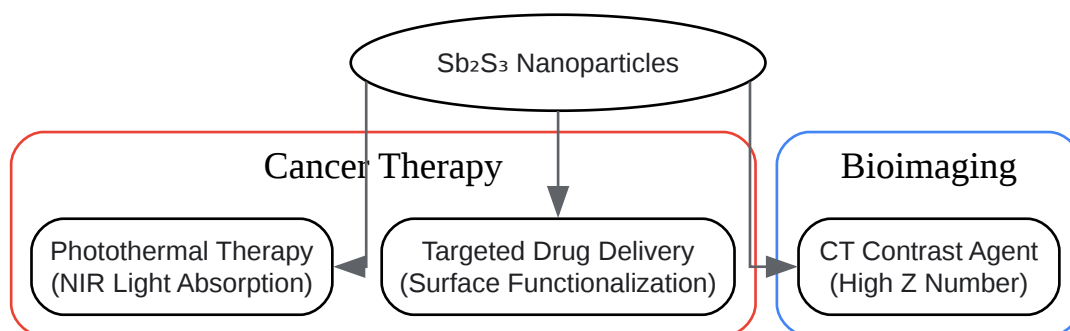 Sb₂S₃ Nanoparticles
Cancer Therapy
Bioimaging
Photothermal Therapy
(NIR Light Absorption)
Targeted Drug Delivery
(Surface Functionalization)
CT Contrast Agent
(High Z Number)